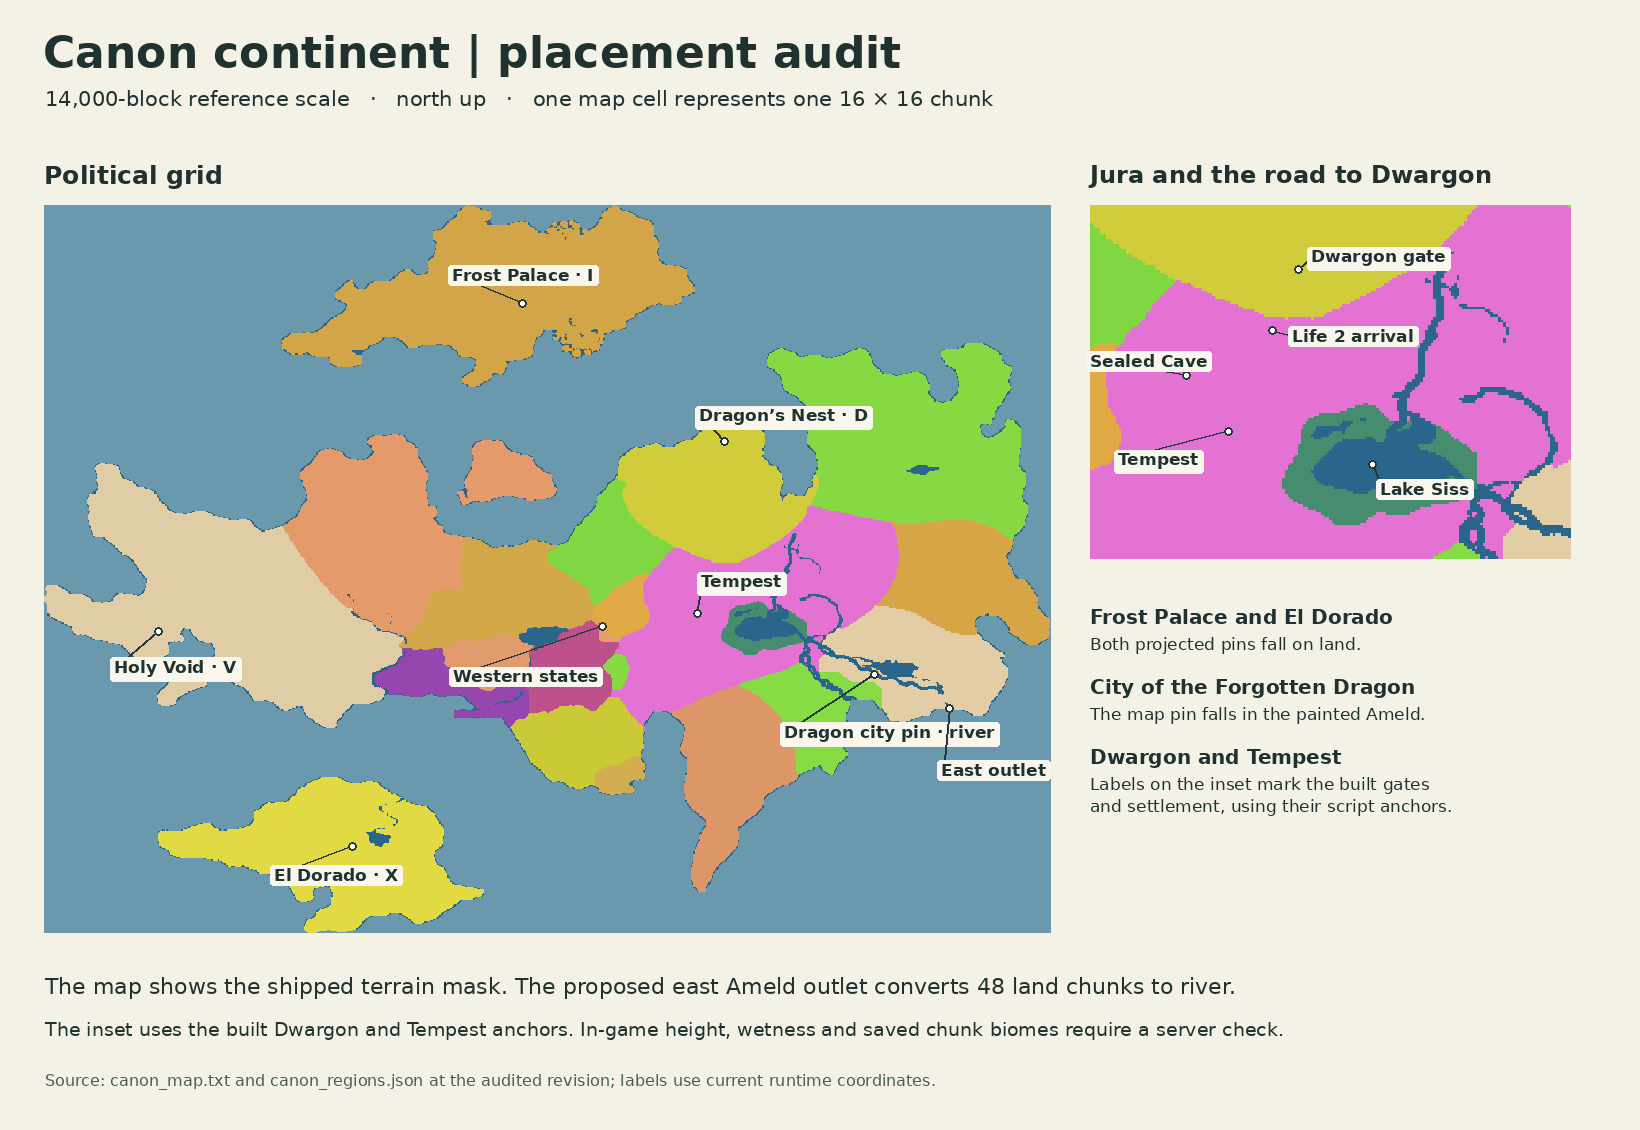 Canon continent | placement audit
14,000-block reference scale · north up · one map cell represents one 16 × 16 chunk
Political grid
Frost Palace · I
Dragon’s Nest · D
Tempest
Holy Void · V
Western states
Dragon city pin · river
East outlet
El Dorado · X
Jura and the road to Dwargon
Dwargon gate
Life 2 arrival
Sealed Cave
Tempest
Lake Siss
Frost Palace and El Dorado
Both projected pins fall on land.
City of the Forgotten Dragon
The map pin falls in the painted Ameld.
Dwargon and Tempest
Labels on the inset mark the built gates
and settlement, using their script anchors.
The map shows the shipped terrain mask. The proposed east Ameld outlet converts 48 land chunks to river.
The inset uses the built Dwargon and Tempest anchors. In-game height, wetness and saved chunk biomes require a server check.
Source: canon_map.txt and canon_regions.json at the audited revision; labels use current runtime coordinates.